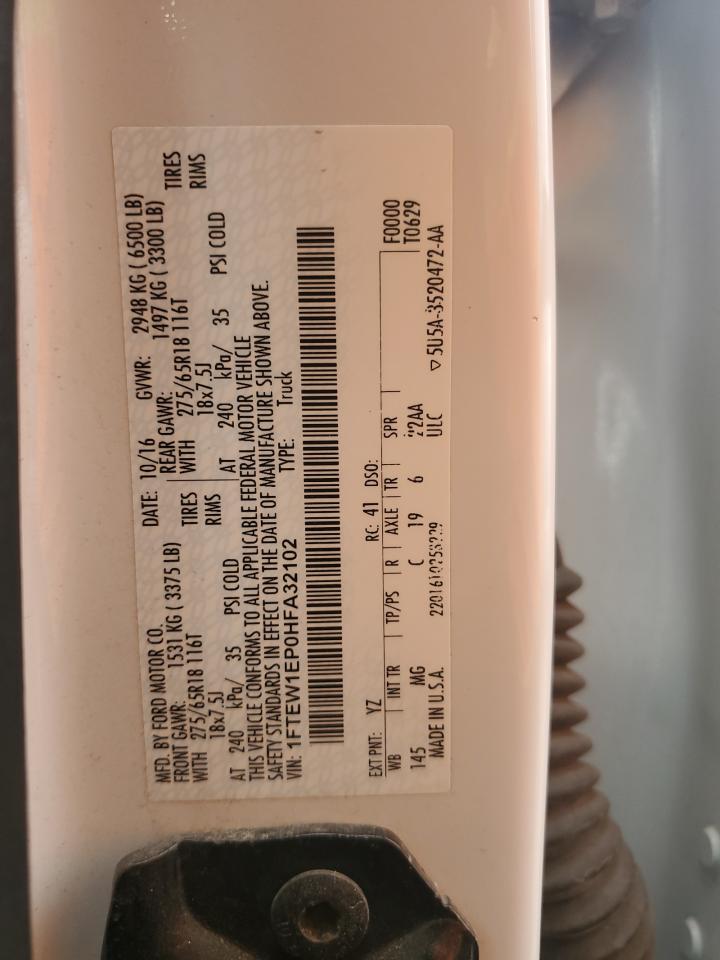 MFD. BY FORD MOTOR CO.
DATE: 10/16 GVWR: 2948 KG ( 6500 LB)
FRONT GAWR: 1531 KG ( 3375 LB) REAR GAWR: 1497 KG ( 3300 LB)
WITH 275/65R18 116T TIRES WITH 275/65R18 116T TIRES
18x7.5J RIMS 18x7.5J RIMS
AT 240 kPa/ 35 PSI COLD AT 240 kPa/ 35 PSI COLD
THIS VEHICLE CONFORMS TO ALL APPLICABLE FEDERAL MOTOR VEHICLE
SAFETY STANDARDS IN EFFECT ON THE DATE OF MANUFACTURE SHOWN ABOVE.
VIN: 1FTEW1EP0HFA32102 TYPE: Truck
EXT PNT: YZ RC: 41 DSO: F0000
WB INT TR TP/PS R AXLE TR SPR T0629
145 MG C 19 6
MADE IN U.S.A. ULC ▽ 5U5A-3520472-AA